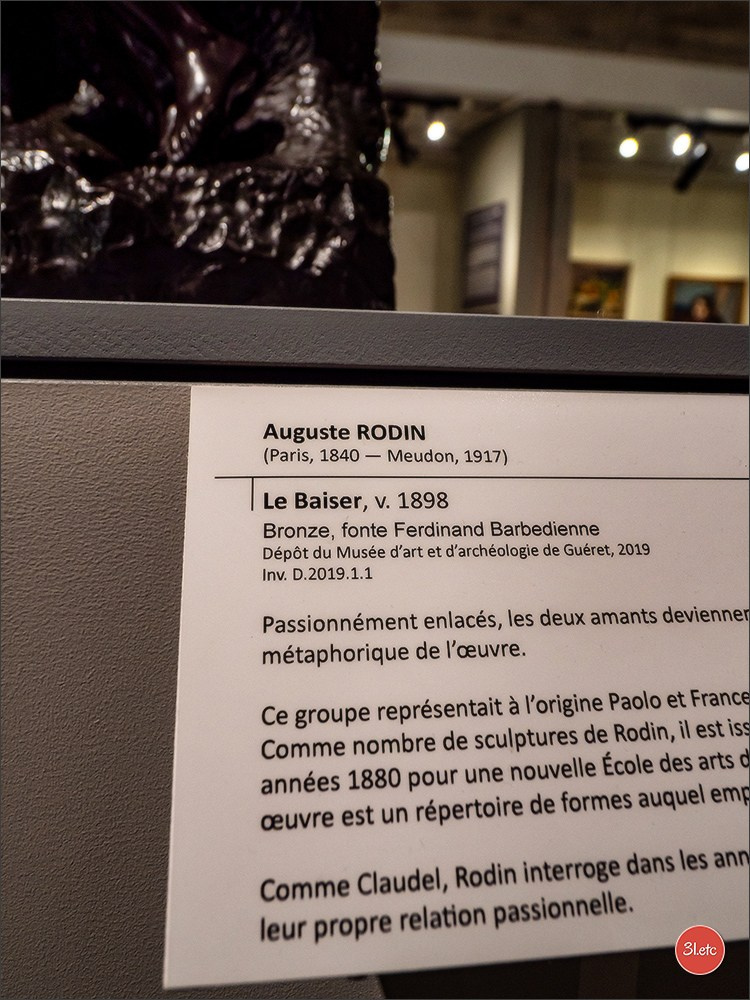 Auguste RODIN
(Paris, 1840 — Meudon, 1917)
Le Baiser, v. 1898
Bronze, fonte Ferdinand Barbedienne
Dépôt du Musée d'art et d'archéologie de Guéret, 2019
Inv. D.2019.1.1
Passionnément enlacés, les deux amants deviennen
métaphorique de l'œuvre.
Ce groupe représentait à l'origine Paolo et France
Comme nombre de sculptures de Rodin, il est iss
années 1880 pour une nouvelle École des arts d
œuvre est un répertoire de formes auquel emp
Comme Claudel, Rodin interroge dans les ann
leur propre relation passionnelle.
3l.etc